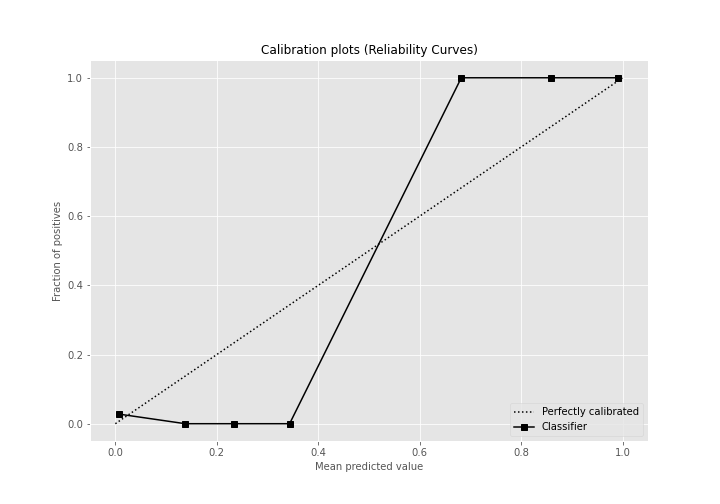 Calibration plots (Reliability Curves)
1.0
0.8
0.6
0.4
0.2
0.0
Fraction of positives
0.0 0.2 0.4 0.6 0.8 1.0
Mean predicted value
Perfectly calibrated
Classifier